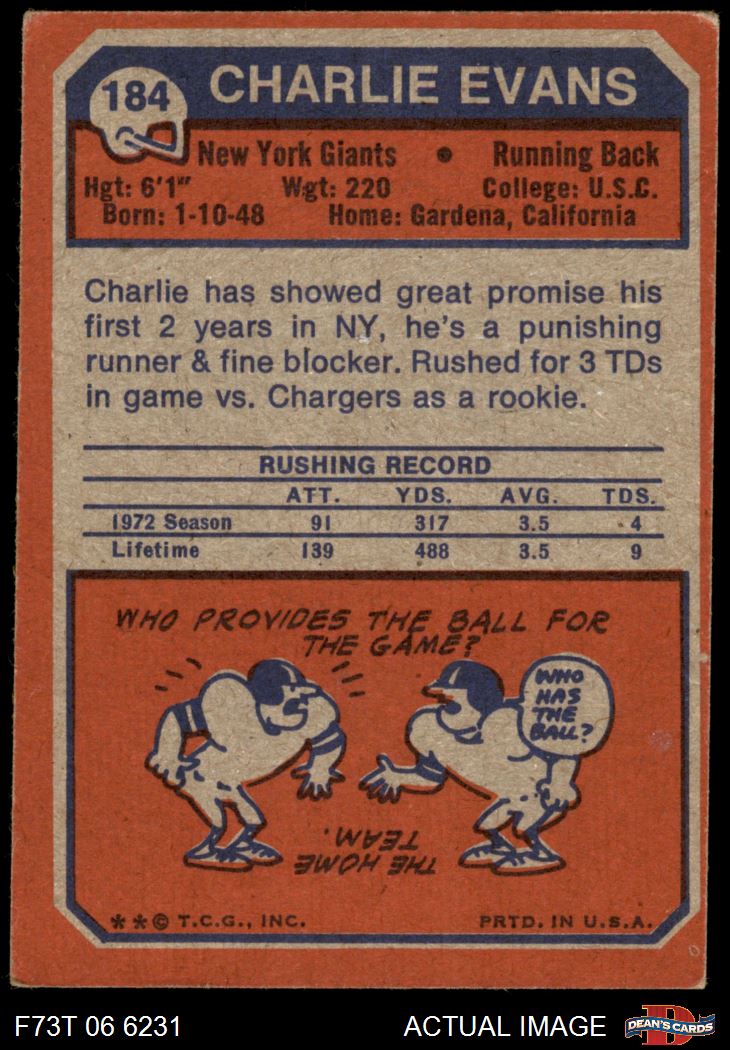 184 CHARLIE EVANS
New York Giants • Running Back
Hgt: 6'1" Wgt: 220 College: U.S.C.
Born: 1-10-48 Home: Gardena, California
Charlie has showed great promise his
first 2 years in NY, he's a punishing
runner & fine blocker. Rushed for 3 TDs
in game vs. Chargers as a rookie.
RUSHING RECORD
ATT. YDS. AVG. TDS.
1972 Season 91 317 3.5 4
Lifetime 139 488 3.5 9
WHO PROVIDES THE BALL FOR
THE GAME?
WHO
HAS
THE
BALL?
THE HOME
TEAM.
**© T.C.G., INC. PRTD. IN U.S.A.
F73T 06 6231 ACTUAL IMAGE
D
DEAN'S CARDS